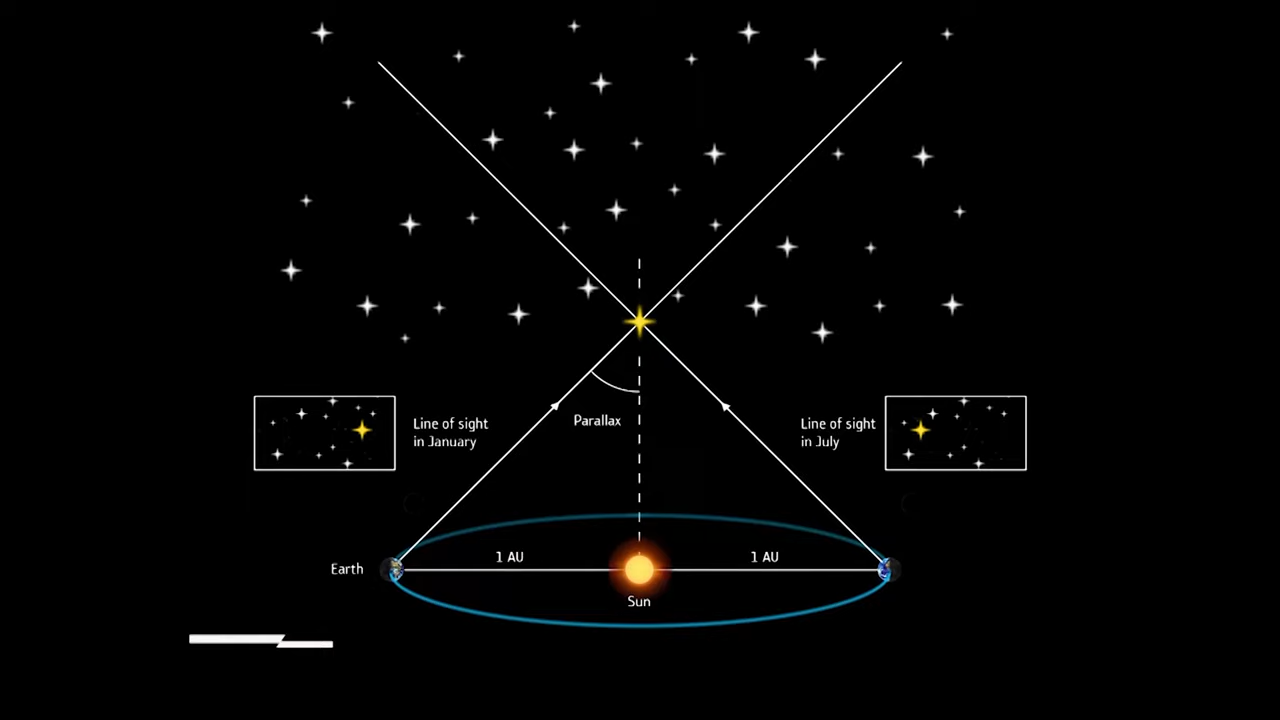 Parallax
Line of sight
in January
Line of sight
in July
1 AU
1 AU
Earth
Sun